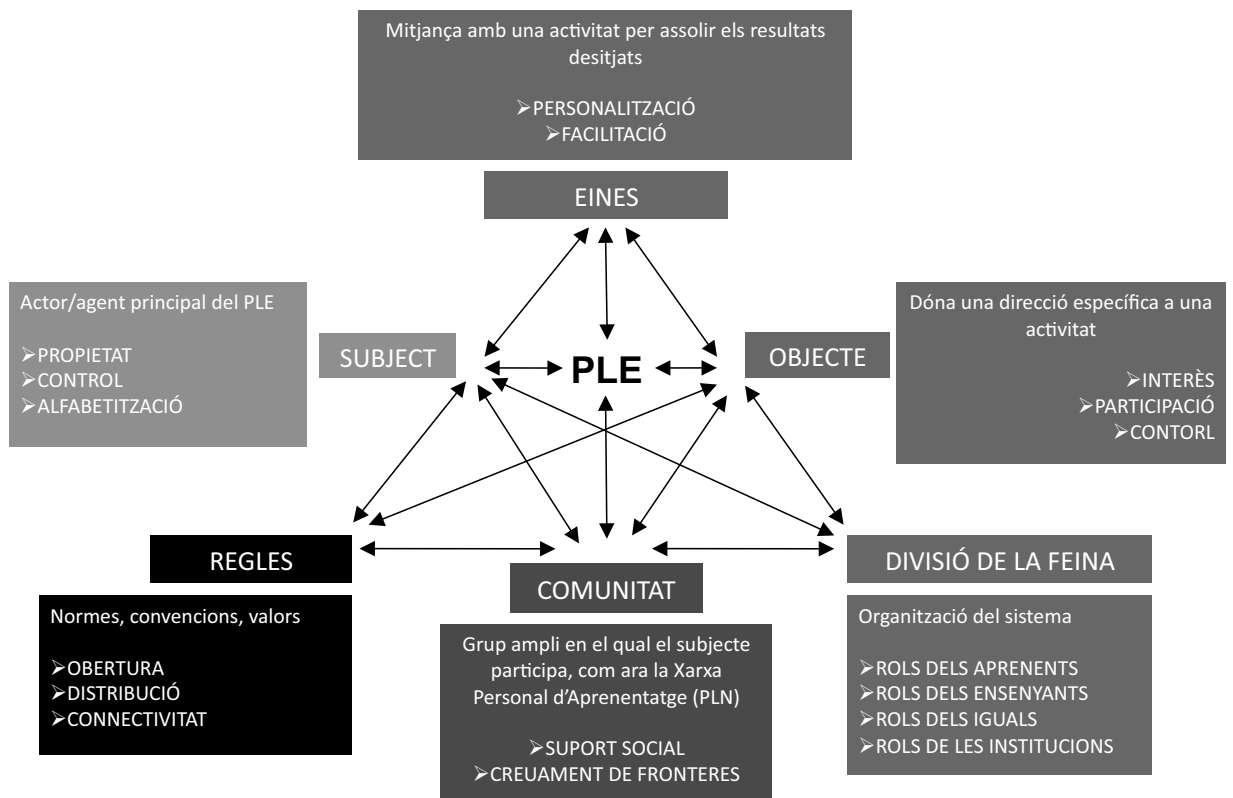 Mitjança amb una activitat per assolir els resultats
desitjats
➢PERSONALITZACIÓ
➢FACILITACIÓ
EINES
Actor/agent principal del PLE
➢PROPIETAT
➢CONTROL
➢ALFABETITZACIÓ
SUBJECT
PLE
OBJECTE
Dóna una direcció específica a una
activitat
➢INTERÈS
➢PARTICIPACIÓ
➢CONTORL
REGLES
Normes, convencions, valors
➢OBERTURA
➢DISTRIBUCIÓ
➢CONNECTIVITAT
COMUNITAT
Grup ampli en el qual el subjecte
participa, com ara la Xarxa
Personal d’Aprenentatge (PLN)
➢SUPORT SOCIAL
➢CREUAMENT DE FRONTERES
DIVISIÓ DE LA FEINA
Organització del sistema
➢ROLS DELS APRENENTS
➢ROLS DELS ENSENYANTS
➢ROLS DELS IGUALS
➢ROLS DE LES INSTITUCIONS